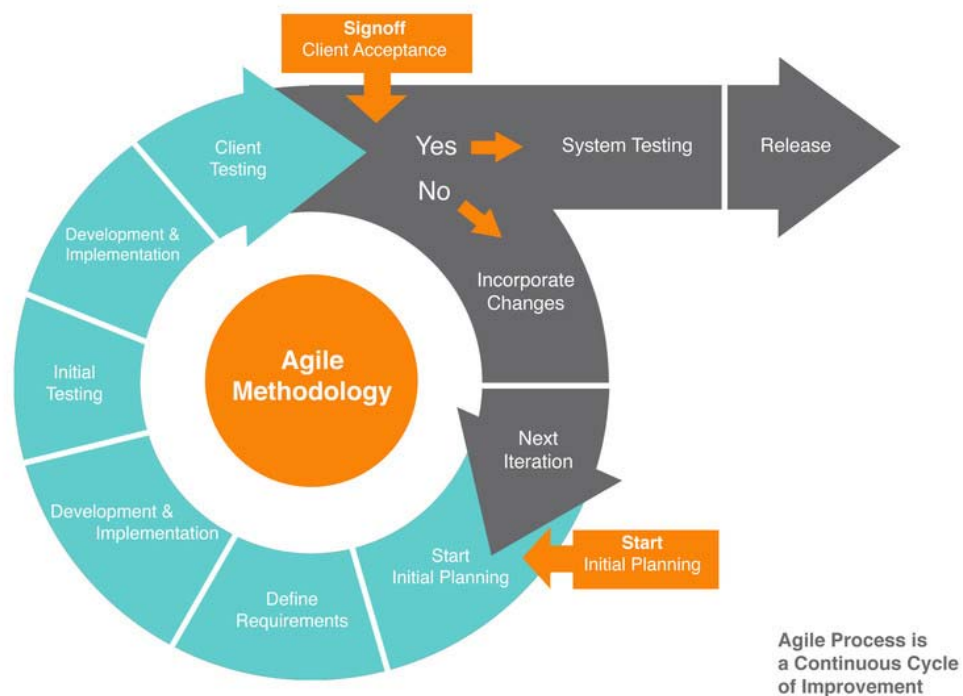 Signoff
Client Acceptance
Yes
System Testing
Release
No
Incorporate
Changes
Next
Iteration
Start
Initial Planning
Start
Initial Planning
Define
Requirements
Development &
Implementation
Initial
Testing
Development &
Implementation
Client
Testing
Agile
Methodology
Agile Process is
a Continuous Cycle
of Improvement